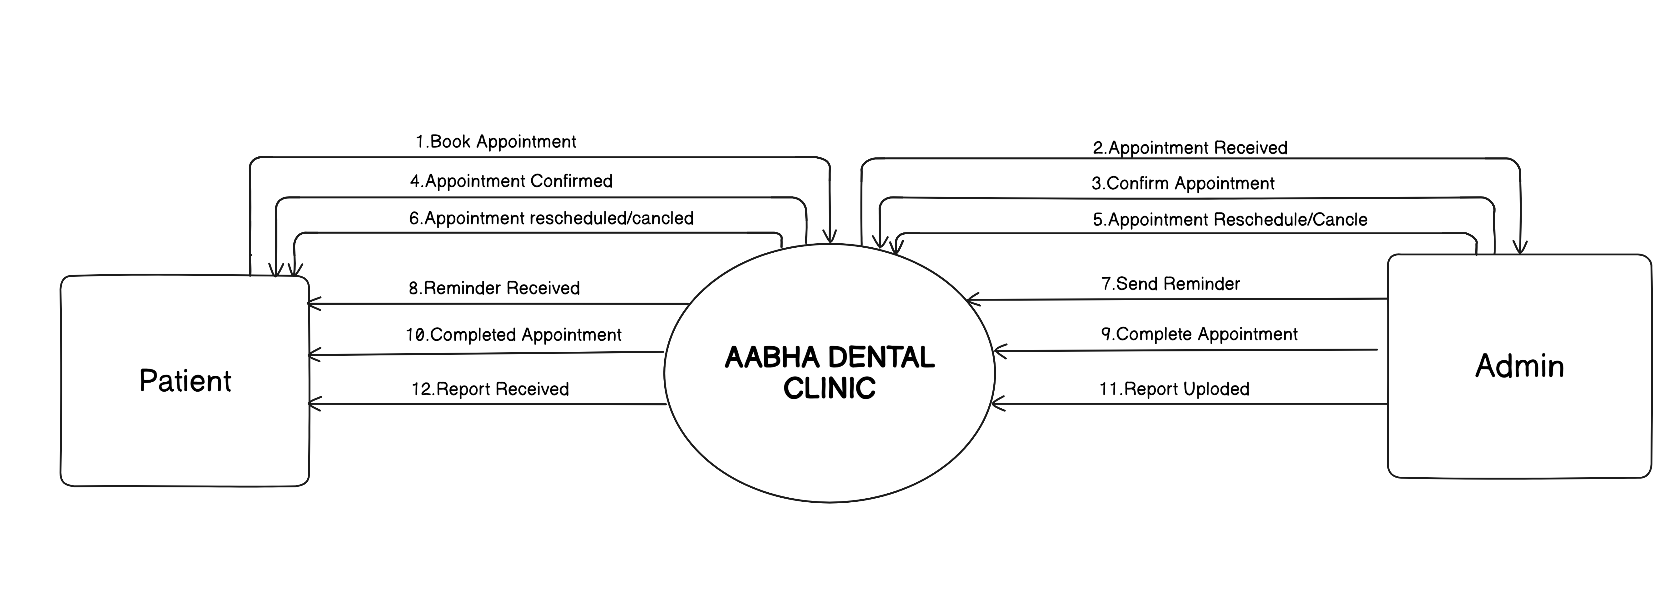 1.Book Appointment
4.Appointment Confirmed
6.Appointment rescheduled/cancled
8.Reminder Received
10.Completed Appointment
12.Report Received
Patient
AABHA DENTAL
CLINIC
2.Appointment Received
3.Confirm Appointment
5.Appointment Reschedule/Cancle
7.Send Reminder
9.Complete Appointment
11.Report Uploded
Admin